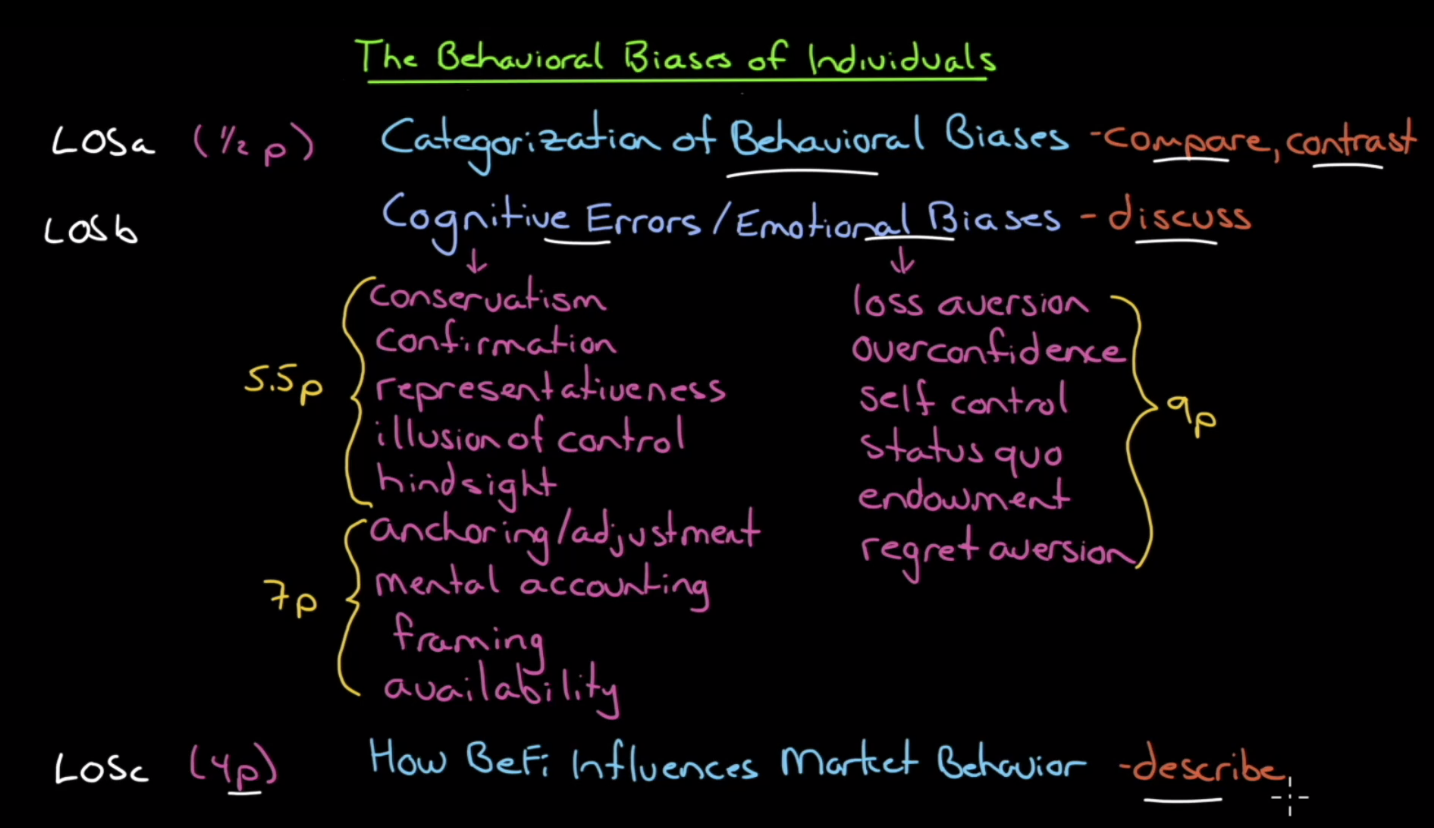 The Behavioral Biases of Individuals
LOSa (1/2 p) Categorization of Behavioral Biases - compare, contrast
LOSb Cognitive Errors / Emotional Biases - discuss
conservatism
confirmation
representativeness
illusion of control
hindsight
5.5p
anchoring/adjustment
mental accounting
framing
availability
7p
loss aversion
overconfidence
self control
status quo
endowment
regret aversion
9p
LOSc (4p) How BeFi Influences Market Behavior - describe